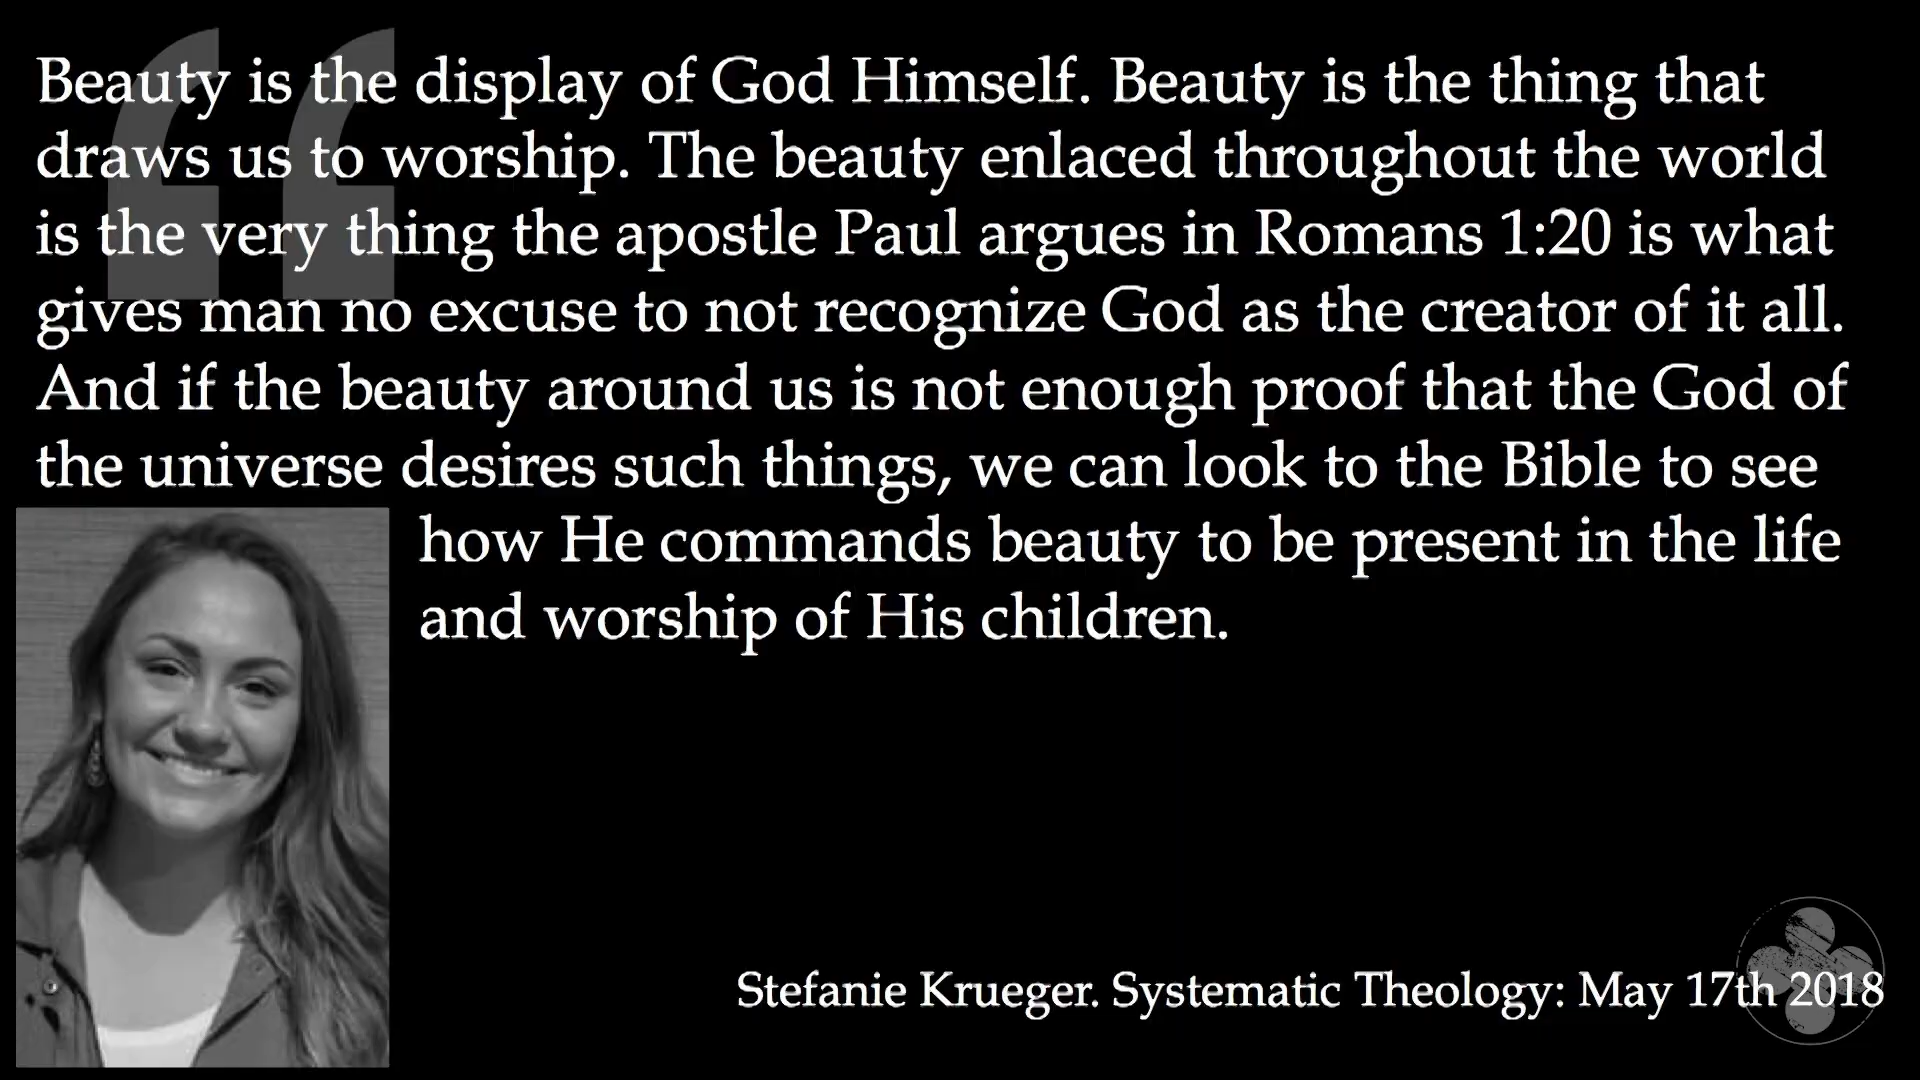 Beauty is the display of God Himself. Beauty is the thing that
draws us to worship. The beauty enlaced throughout the world
is the very thing the apostle Paul argues in Romans 1:20 is what
gives man no excuse to not recognize God as the creator of it all.
And if the beauty around us is not enough proof that the God of
the universe desires such things, we can look to the Bible to see
how He commands beauty to be present in the life
and worship of His children.
Stefanie Krueger. Systematic Theology: May 17th 2018